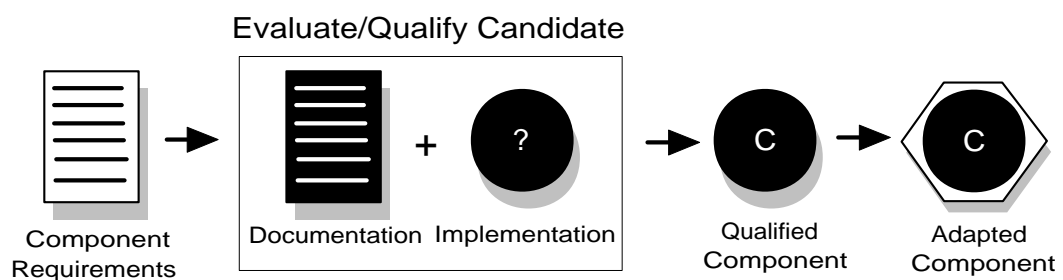 Evaluate/Qualify Candidate
?
+
C
C
Documentation
Implementation
Component
Requirements
Qualified
Component
Adapted
Component